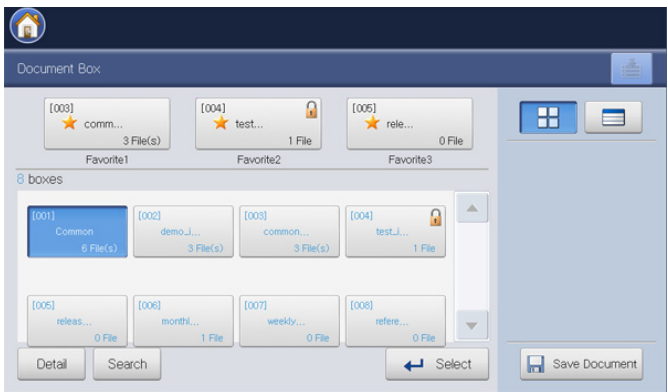 Document Box
[003]
comm...
3 File(s)
[004]
test...
1 File
[005]
rele...
0 File
Favorite1
Favorite2
Favorite3
8 boxes
[001]
Common
6 File(s)
[002]
demo_i...
3 File(s)
[003]
common...
3 File(s)
[004]
test_i...
1 File
[005]
releas...
0 File
[006]
monthl...
1 File
[007]
weekly...
0 File
[008]
refere...
0 File
Detail
Search
Select
Save Document